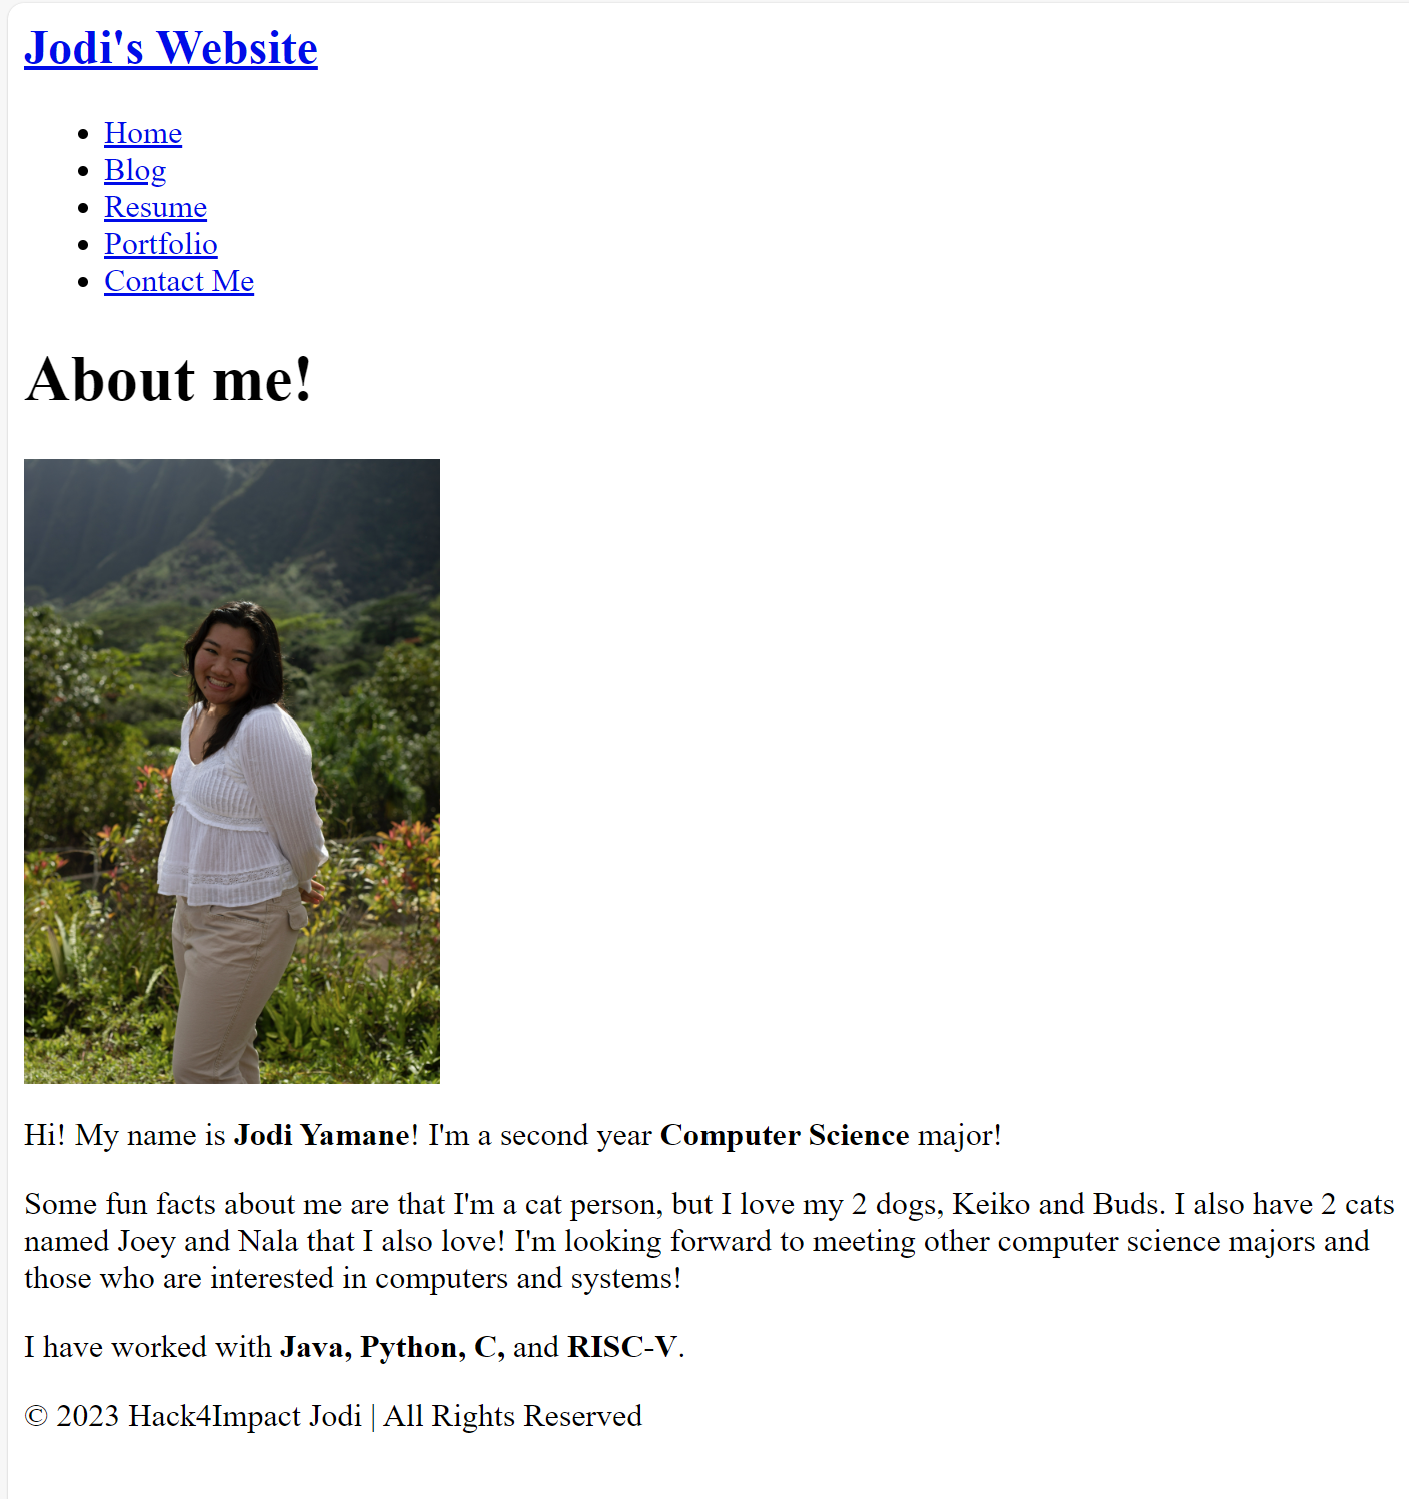 Jodi's Website
Home
Blog
Resume
Portfolio
Contact Me
About me!
Hi! My name is Jodi Yamane! I'm a second year Computer Science major!
Some fun facts about me are that I'm a cat person, but I love my 2 dogs, Keiko and Buds. I also have 2 cats
named Joey and Nala that I also love! I'm looking forward to meeting other computer science majors and
those who are interested in computers and systems!
I have worked with Java, Python, C, and RISC-V.
© 2023 Hack4Impact Jodi | All Rights Reserved